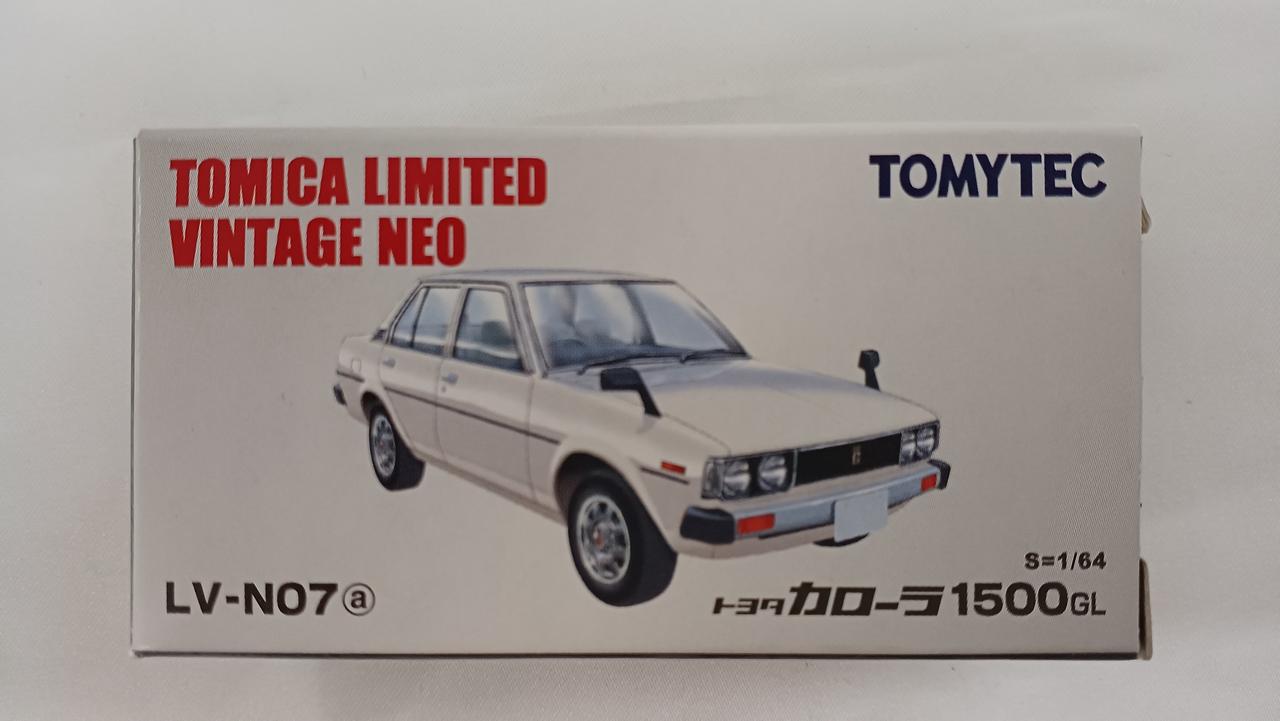 TOMICA LIMITED
VINTAGE NEO
TOMYTEC
S=1/64
LV-N07ⓐ
トヨタカローラ1500GL